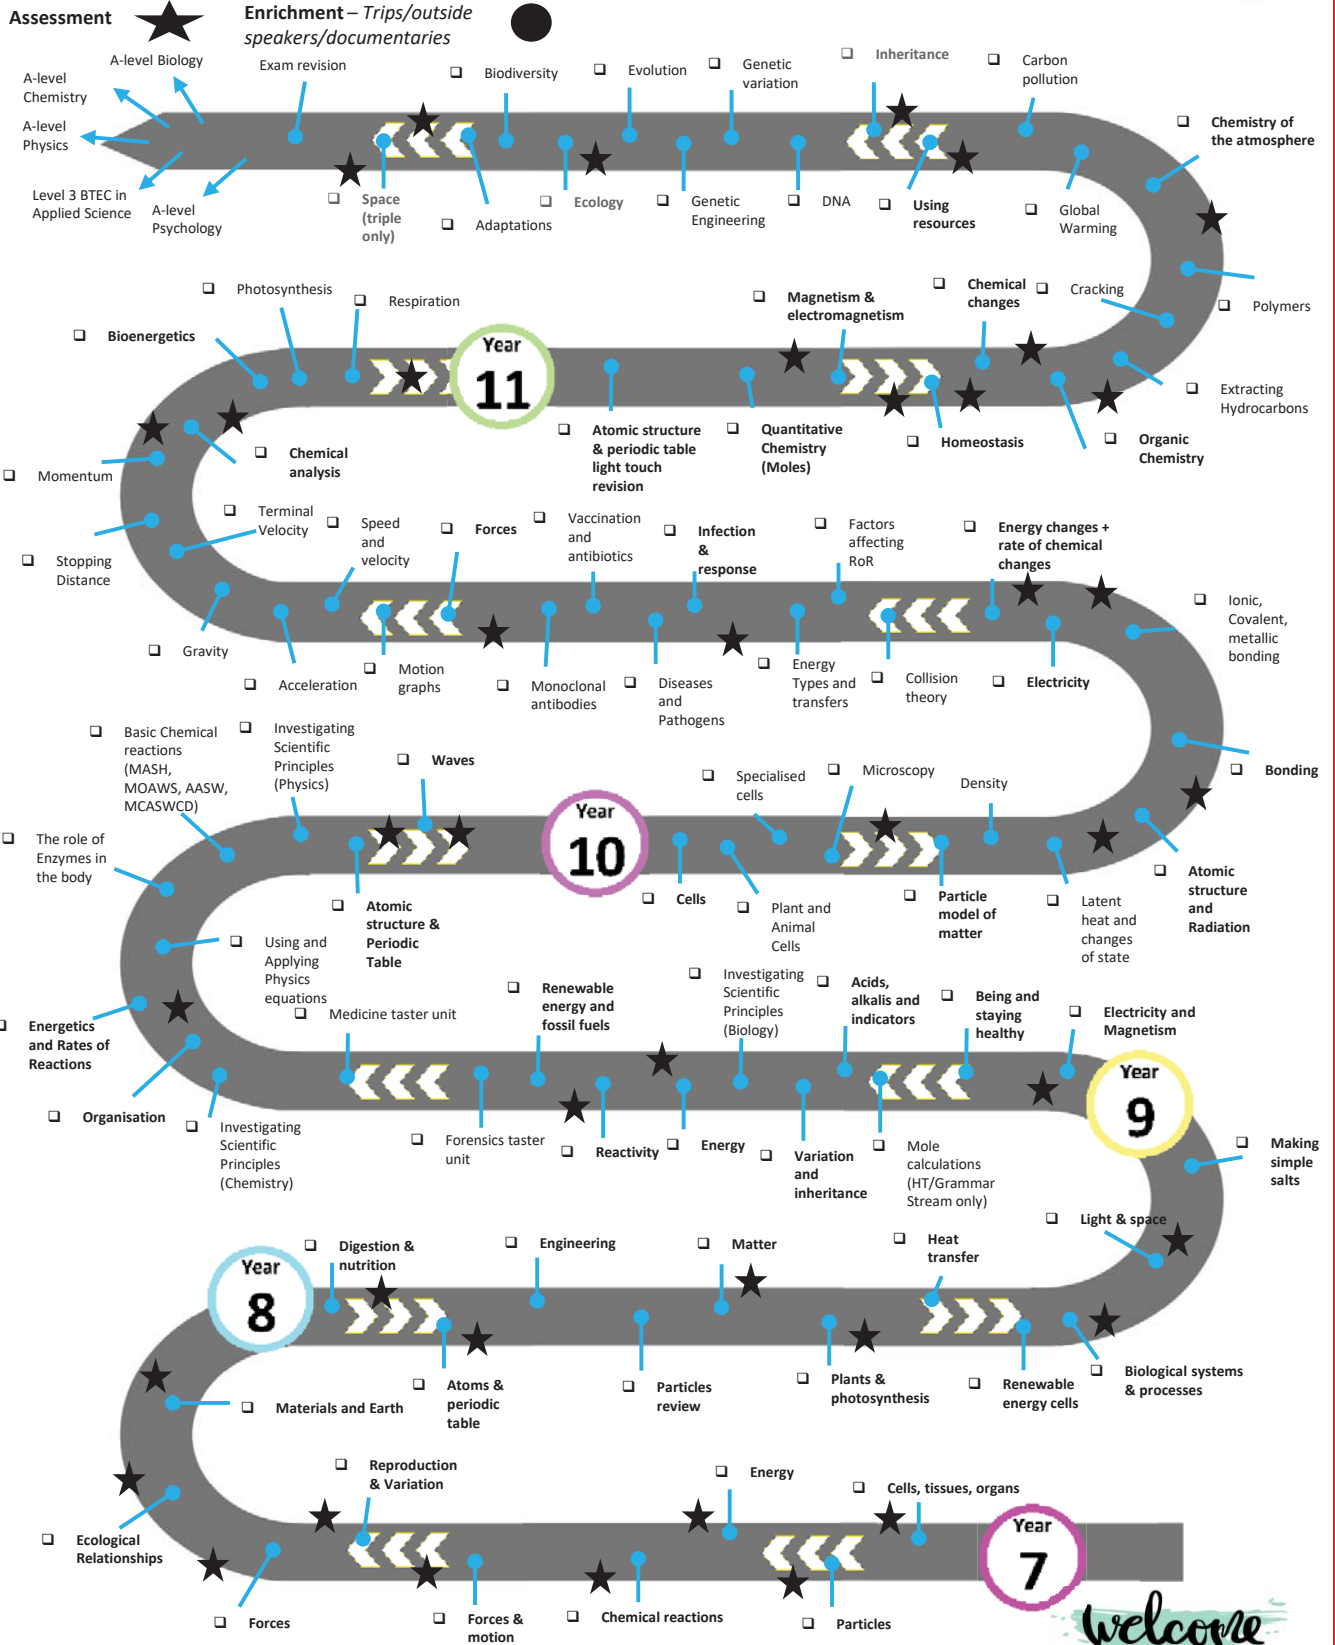 Assessment
Enrichment – Trips/outside
speakers/documentaries
A-level Biology
Exam revision
A-level
Chemistry
A-level
Physics
Level 3 BTEC in
Applied Science
A-level
Psychology
Biodiversity
Evolution
Genetic
variation
Inheritance
Carbon
pollution
Chemistry of
the atmosphere
Space
(triple
only)
Adaptations
Ecology
Genetic
Engineering
DNA
Using
resources
Global
Warming
Photosynthesis
Respiration
Bioenergetics
Magnetism &
electromagnetism
Chemical
changes
Cracking
Polymers
Year
11
Extracting
Hydrocarbons
Chemical
analysis
Atomic structure
& periodic table
light touch
revision
Quantitative
Chemistry
(Moles)
Homeostasis
Organic
Chemistry
Momentum
Terminal
Velocity
Speed
and
velocity
Forces
Vaccination
and
antibiotics
Infection
&
response
Factors
affecting
RoR
Energy changes +
rate of chemical
changes
Stopping
Distance
Ionic,
Covalent,
metallic
bonding
Gravity
Acceleration
Motion
graphs
Monoclonal
antibodies
Diseases
and
Pathogens
Energy
Types and
transfers
Collision
theory
Electricity
Basic Chemical
reactions
(MASH,
MOAWS, AASW,
MCASWCD)
Investigating
Scientific
Principles
(Physics)
Waves
Specialised
cells
Microscopy
Density
Bonding
Year
10
The role of
Enzymes in
the body
Atomic
structure &
Periodic
Table
Cells
Plant and
Animal
Cells
Particle
model of
matter
Latent
heat and
changes
of state
Atomic
structure
and
Radiation
Using and
Applying
Physics
equations
Medicine taster unit
Renewable
energy and
fossil fuels
Investigating
Scientific
Principles
(Biology)
Acids,
alkalis and
indicators
Being and
staying
healthy
Electricity and
Magnetism
Energetics
and Rates of
Reactions
Year
9
Organisation
Investigating
Scientific
Principles
(Chemistry)
Forensics taster
unit
Reactivity
Energy
Variation
and
inheritance
Mole
calculations
(HT/Grammar
Stream only)
Making
simple
salts
Light & space
Year
8
Digestion &
nutrition
Engineering
Matter
Heat
transfer
Materials and Earth
Atoms &
periodic
table
Particles
review
Plants &
photosynthesis
Renewable
energy cells
Biological systems
& processes
Reproduction
& Variation
Energy
Cells, tissues, organs
Ecological
Relationships
Year
7
Forces
Forces &
motion
Chemical reactions
Particles
welcome